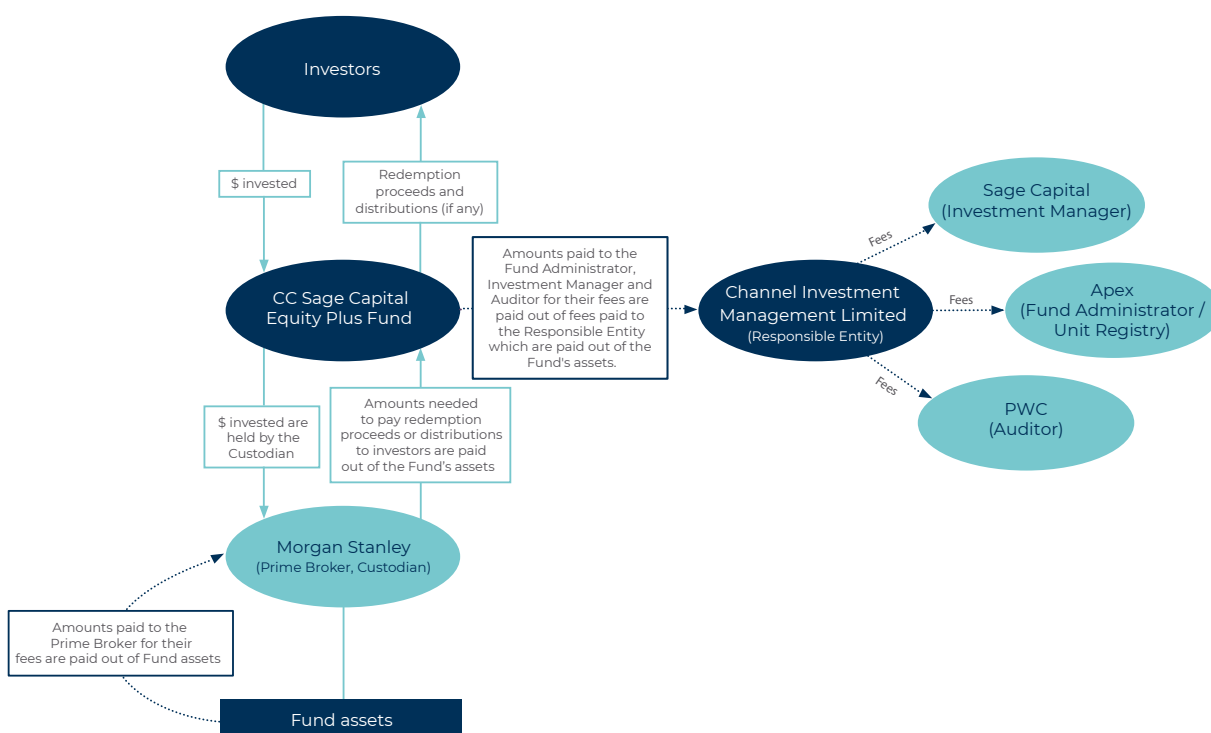 Investors
$ invested
Redemption
proceeds and
distributions (if any)
Sage Capital
(Investment Manager)
Fees
Amounts paid to the
Fund Administrator,
Investment Manager and
Auditor for their fees are
paid out of fees paid to
the Responsible Entity
which are paid out of the
Fund's assets.
CC Sage Capital
Equity Plus Fund
Channel Investment
Management Limited
(Responsible Entity)
Fees
Apex
(Fund Administrator /
Unit Registry)
Fees
PWC
(Auditor)
$ invested are
held by the
Custodian
Amounts needed
to pay redemption
proceeds or distributions
to investors are paid
out of the Fund’s assets
Morgan Stanley
(Prime Broker, Custodian)
Amounts paid to the
Prime Broker for their
fees are paid out of Fund assets
Fund assets